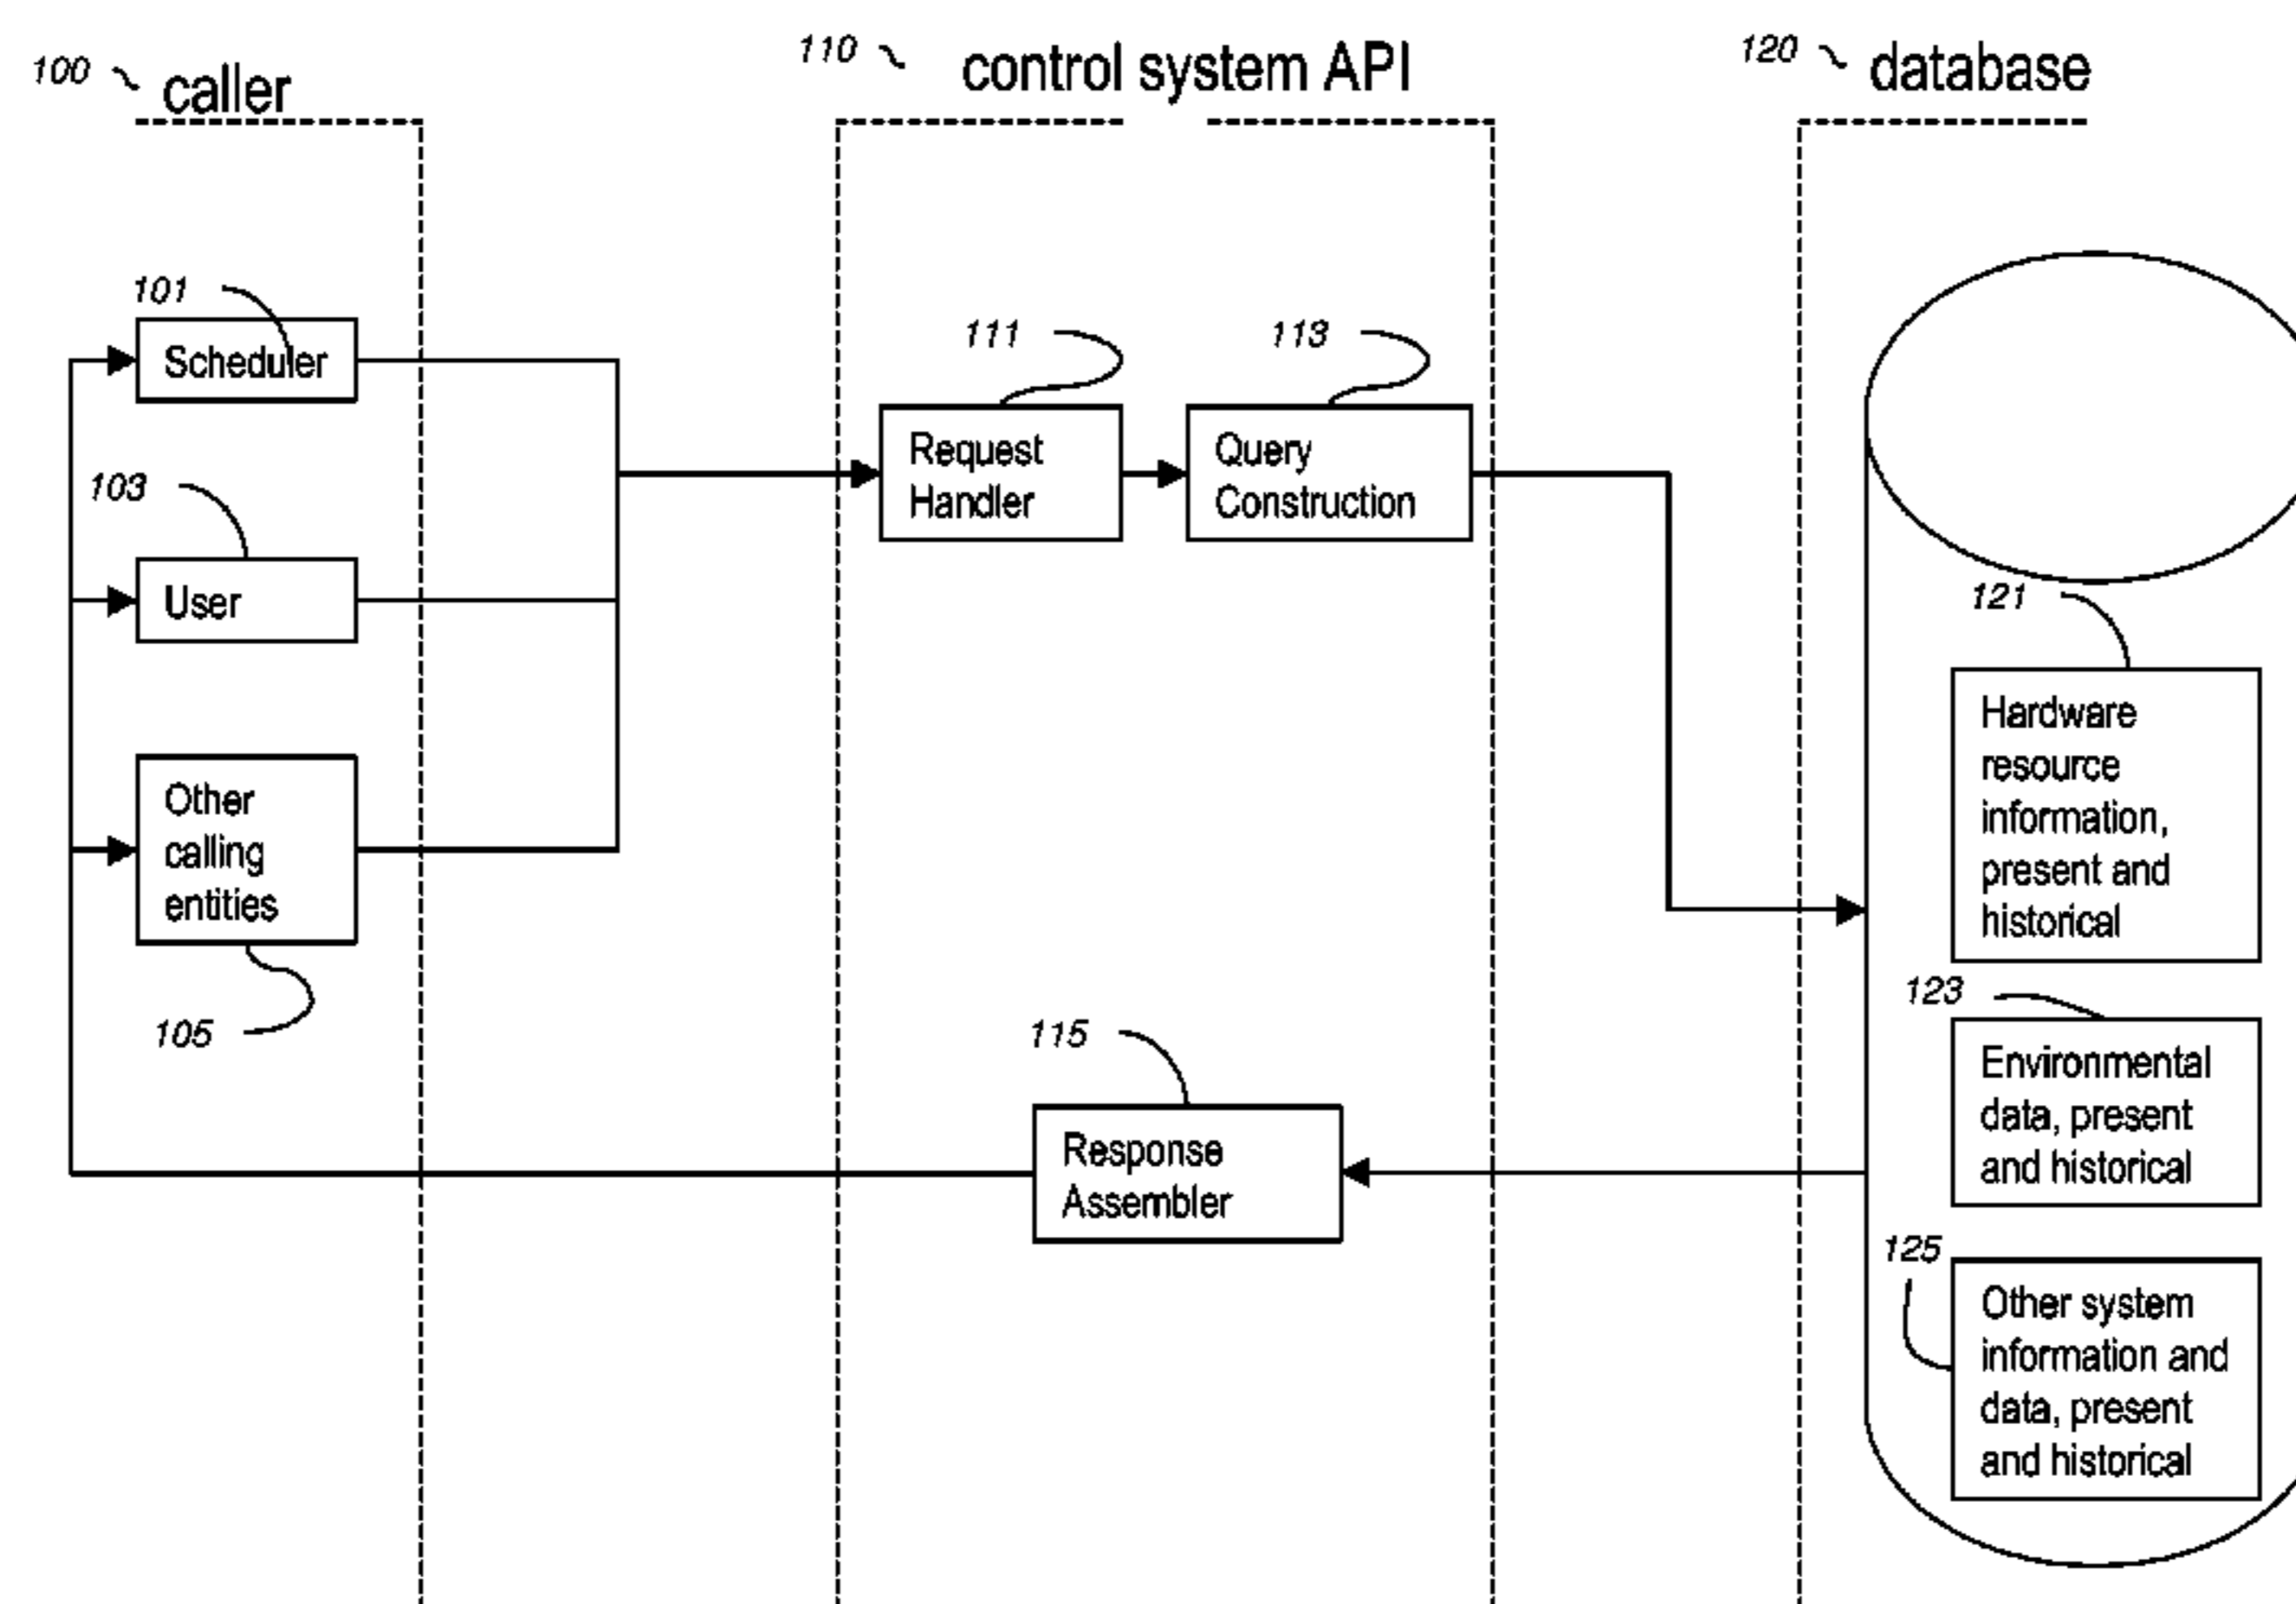 100 caller
110 control system API
120 database
101
Scheduler
103
User
Other
calling
entities
105
111
Request
Handler
113
Query
Construction
115
Response
Assembler
121
Hardware
resource
information,
present and
historical
123
Environmental
data, present
and historical
125
Other system
information and
data, present
and historical